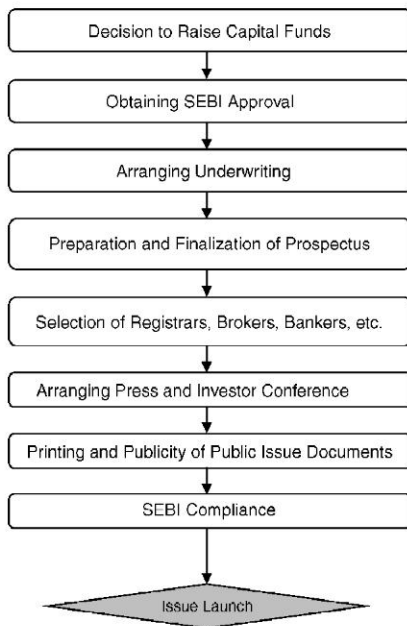 Decision to Raise Capital Funds
Obtaining SEBI Approval
Arranging Underwriting
Preparation and Finalization of Prospectus
Selection of Registrars, Brokers, Bankers, etc.
Arranging Press and Investor Conference
Printing and Publicity of Public Issue Documents
SEBI Compliance
Issue Launch